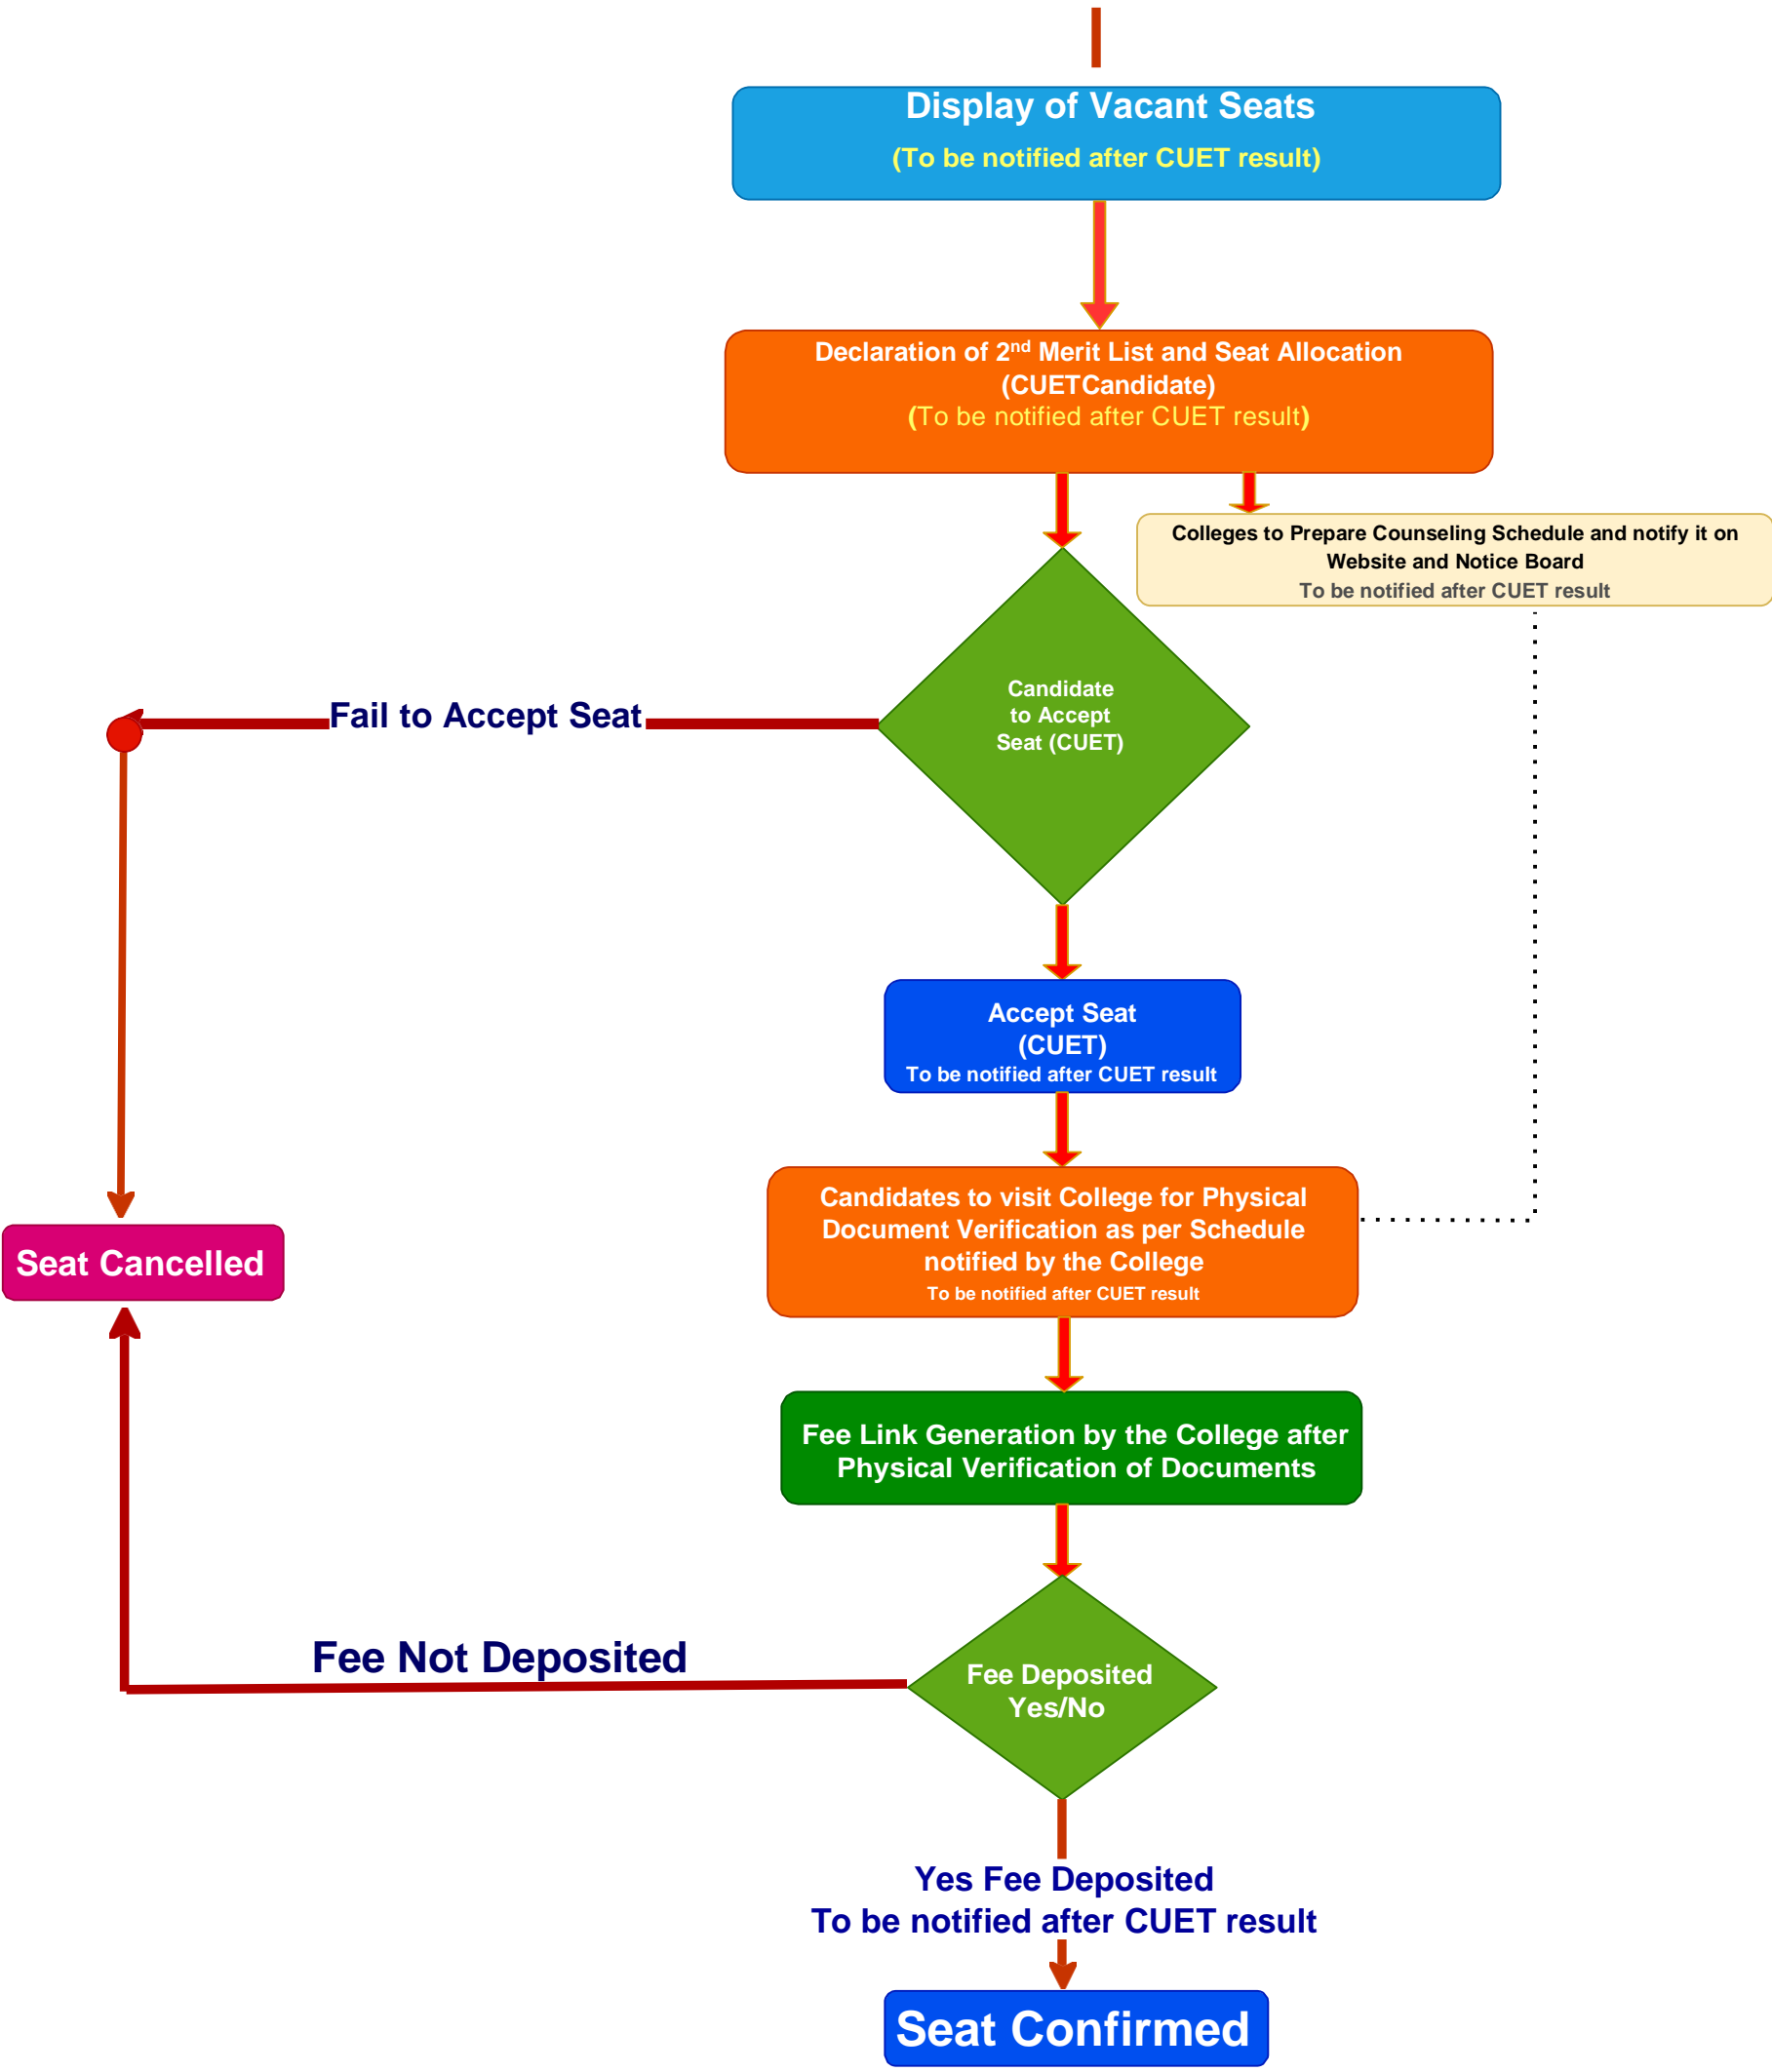 Display of Vacant Seats
(To be notified after CUET result)
Declaration of 2nd Merit List and Seat Allocation
(CUETCandidate)
(To be notified after CUET result)
Colleges to Prepare Counseling Schedule and notify it on
Website and Notice Board
To be notified after CUET result
Candidate
to Accept
Seat (CUET)
Fail to Accept Seat
Accept Seat
(CUET)
To be notified after CUET result
Candidates to visit College for Physical
Document Verification as per Schedule
notified by the College
To be notified after CUET result
Seat Cancelled
Fee Link Generation by the College after
Physical Verification of Documents
Fee Not Deposited
Fee Deposited
Yes/No
Yes Fee Deposited
To be notified after CUET result
Seat Confirmed